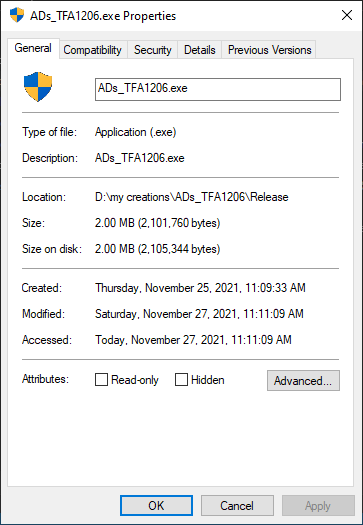 ADs_TFA1206.exe Properties
General Compatibility Security Details Previous Versions
ADs_TFA1206.exe
Type of file: Application (.exe)
Description: ADs_TFA1206.exe
Location: D:\my creations\ADs_TFA1206\Release
Size: 2.00 MB (2,101,760 bytes)
Size on disk: 2.00 MB (2,105,344 bytes)
Created: Thursday, November 25, 2021, 11:09:33 AM
Modified: Saturday, November 27, 2021, 11:11:09 AM
Accessed: Today, November 27, 2021, 11:11:09 AM
Attributes: Read-only Hidden Advanced...
OK Cancel Apply